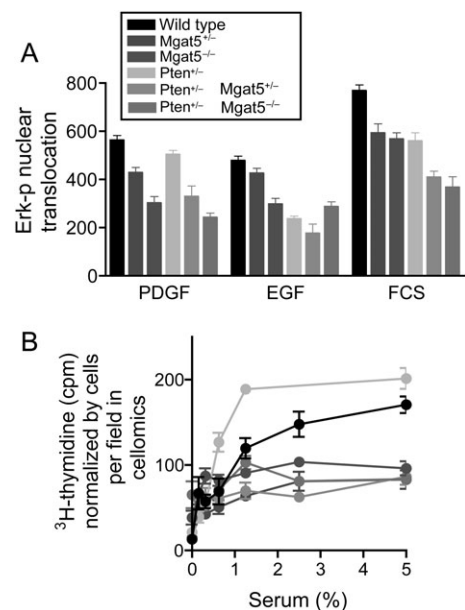 A
Wild type
Mgat5+/-
Mgat5-/-
Pten+/-
Pten+/- Mgat5+/-
Pten+/- Mgat5-/-
Erk-p nuclear
translocation
800
600
400
200
0
PDGF EGF FCS
B
³H-thymidine (cpm)
normalized by cells
per field in
cellomics
200
100
0
0 1 2 3 4 5
Serum (%)